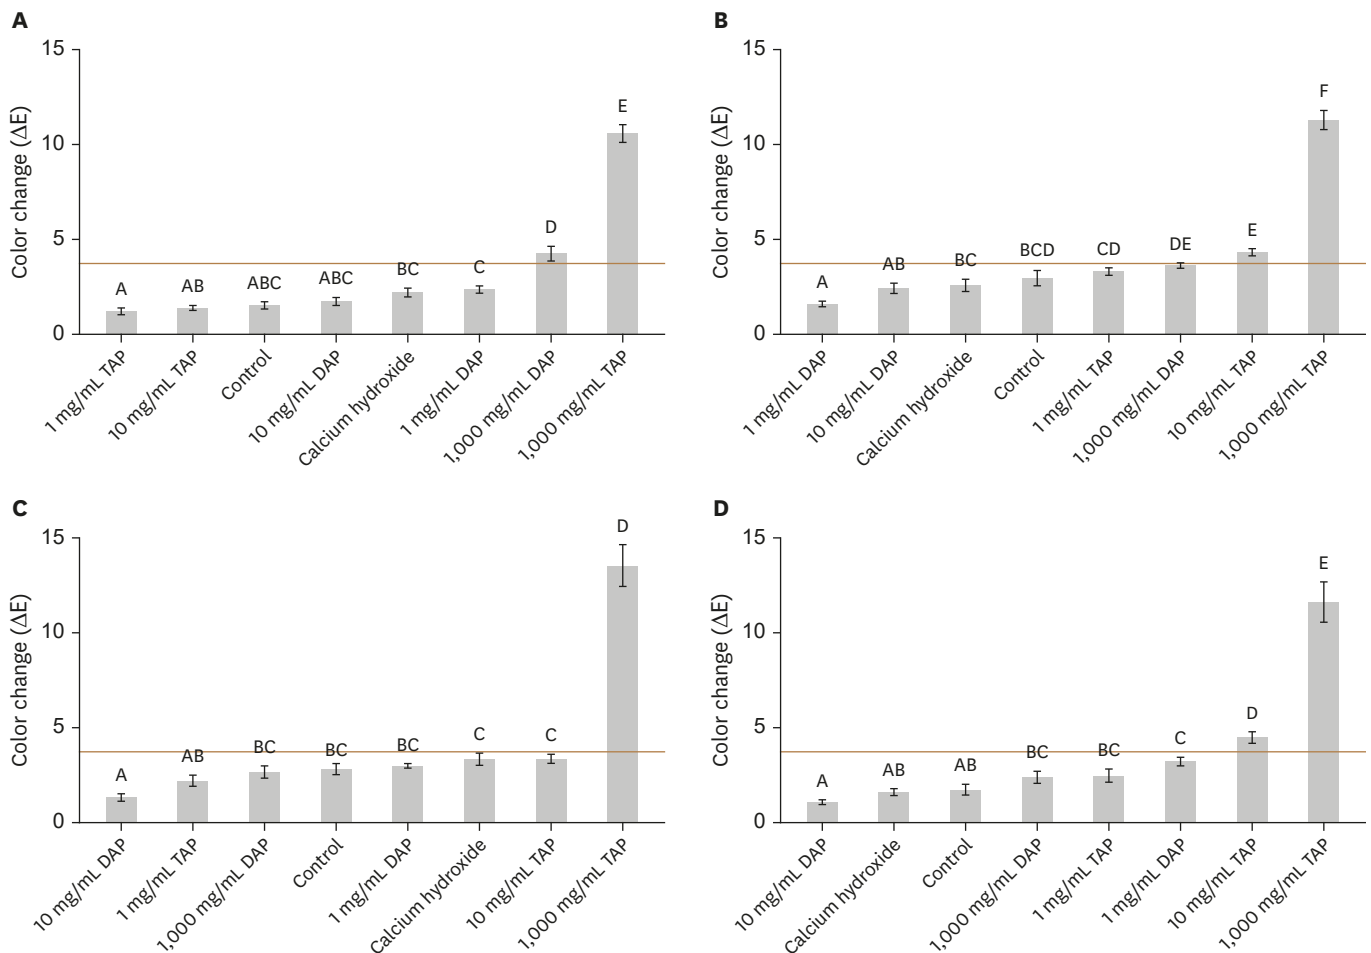 A
Color change (ΔE)
15
10
5
0
A
AB
ABC
ABC
BC
C
D
E
1 mg/mL TAP
10 mg/mL TAP
Control
10 mg/mL DAP
Calcium hydroxide
1 mg/mL DAP
1,000 mg/mL DAP
1,000 mg/mL TAP
B
Color change (ΔE)
15
10
5
0
A
AB
BC
BCD
CD
DE
E
F
1 mg/mL DAP
10 mg/mL DAP
Calcium hydroxide
Control
1 mg/mL TAP
1,000 mg/mL DAP
10 mg/mL TAP
1,000 mg/mL TAP
C
Color change (ΔE)
15
10
5
0
A
AB
BC
BC
BC
C
C
D
10 mg/mL DAP
1 mg/mL TAP
1,000 mg/mL DAP
Control
1 mg/mL DAP
Calcium hydroxide
10 mg/mL TAP
1,000 mg/mL TAP
D
Color change (ΔE)
15
10
5
0
A
AB
AB
BC
BC
C
D
E
10 mg/mL DAP
Calcium hydroxide
Control
1,000 mg/mL DAP
1 mg/mL TAP
1 mg/mL DAP
10 mg/mL TAP
1,000 mg/mL TAP